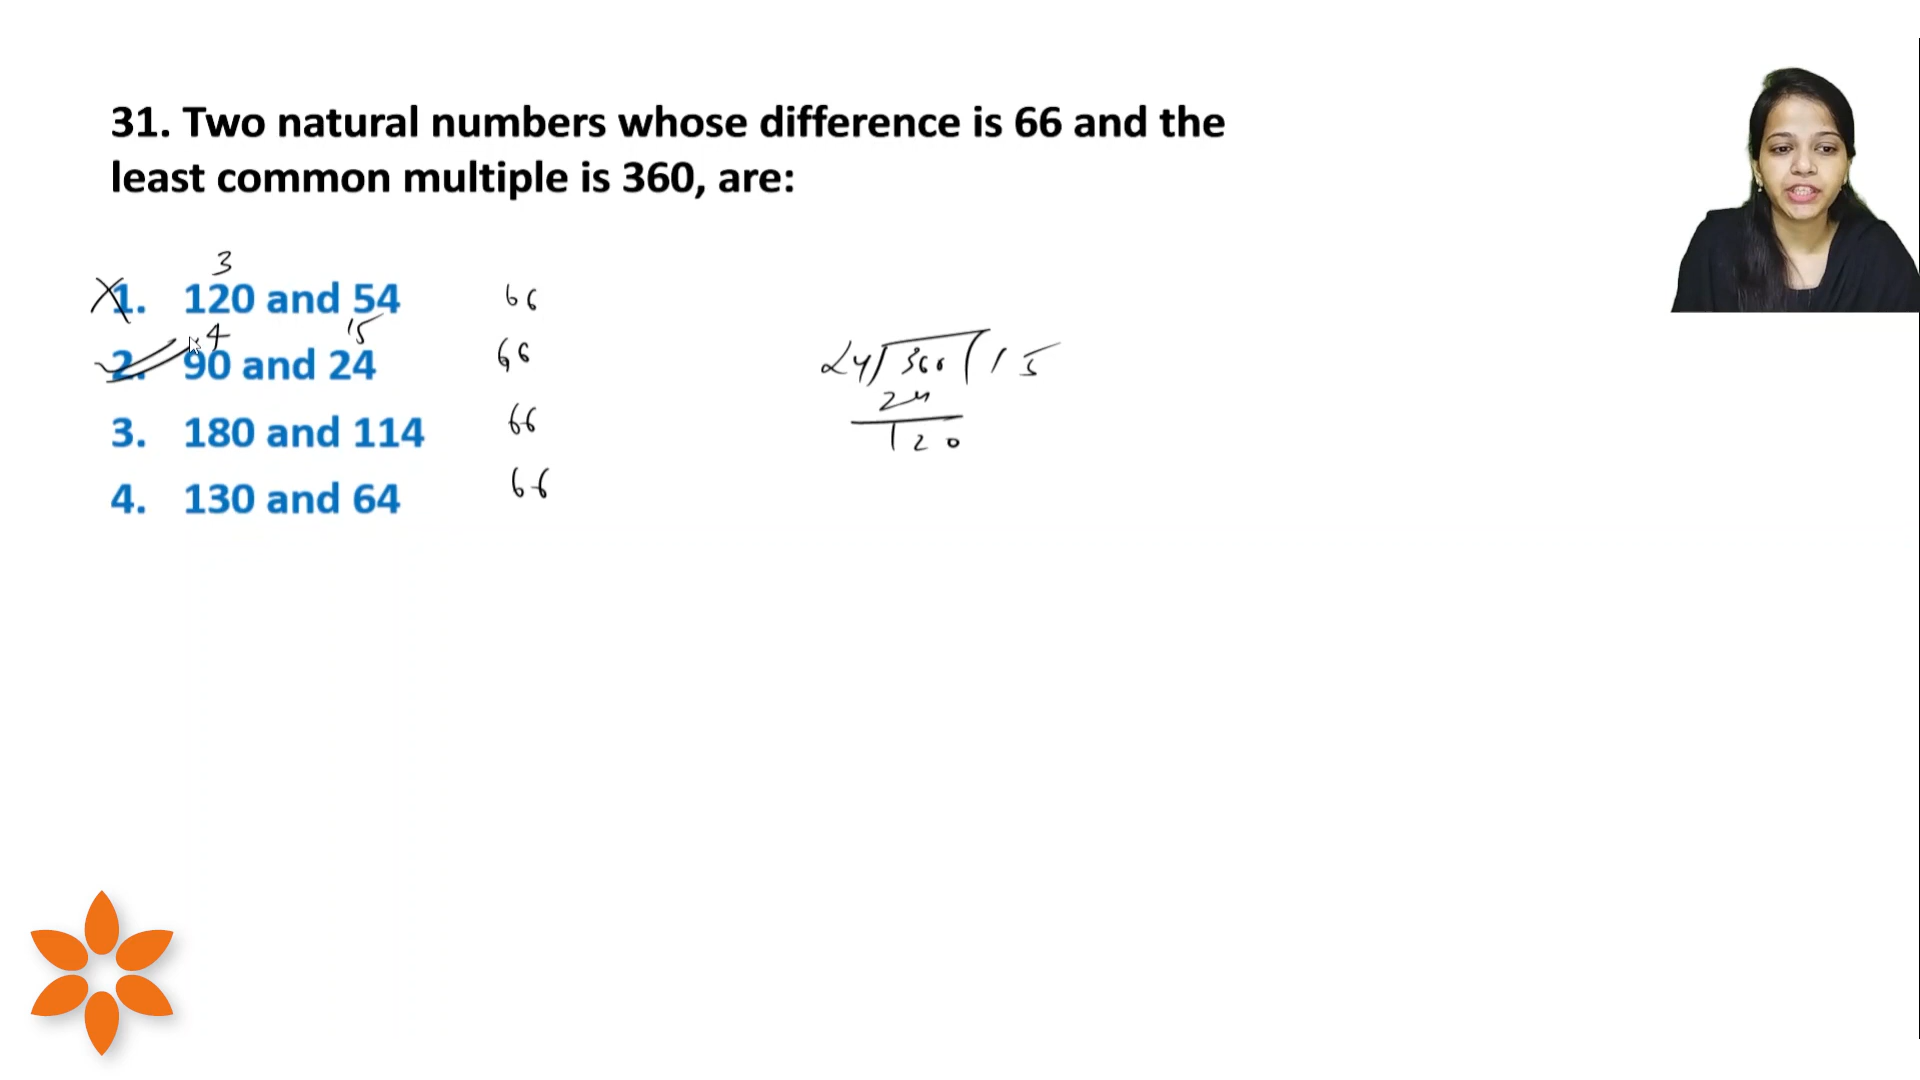 31. Two natural numbers whose difference is 66 and the
least common multiple is 360, are:
3
1. 120 and 54 66
4 15
2. 90 and 24 66
3. 180 and 114 66
4. 130 and 64 66
24) 360 ( 15
24
120